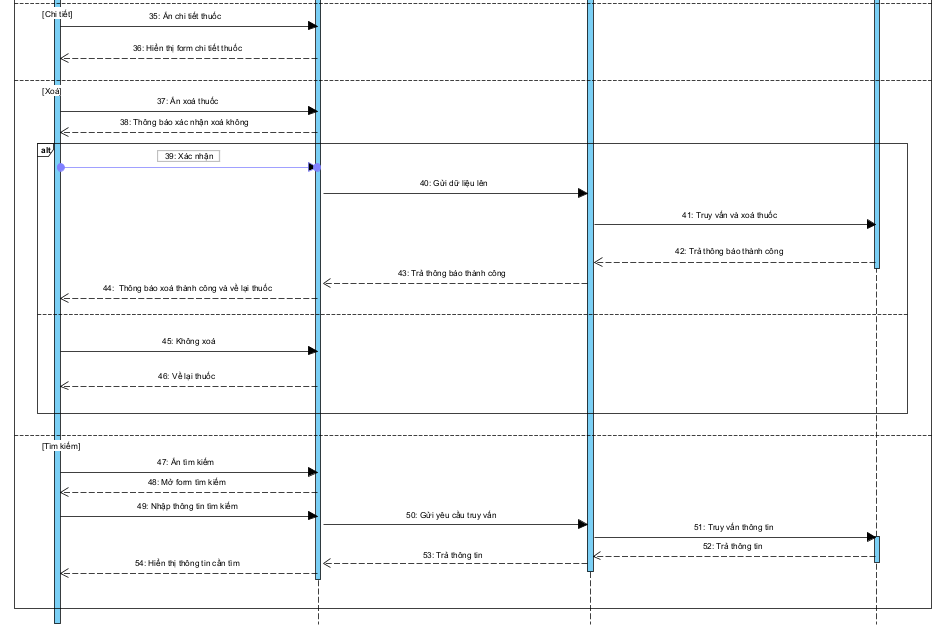 [Chi tiết]
35: Ấn chi tiết thuốc
36: Hiển thị form chi tiết thuốc
[Xoá]
37: Ấn xoá thuốc
38: Thông báo xác nhận xoá không
alt
39: Xác nhận
40: Gửi dữ liệu lên
41: Truy vấn và xoá thuốc
42: Trả thông báo thành công
43: Trả thông báo thành công
44: Thông báo xoá thành công và về lại thuốc
45: Không xoá
46: Về lại thuốc
[Tìm kiếm]
47: Ấn tìm kiếm
48: Mở form tìm kiếm
49: Nhập thông tin tìm kiếm
50: Gửi yêu cầu truy vấn
51: Truy vấn thông tin
52: Trả thông tin
53: Trả thông tin
54: Hiển thị thông tin cần tìm